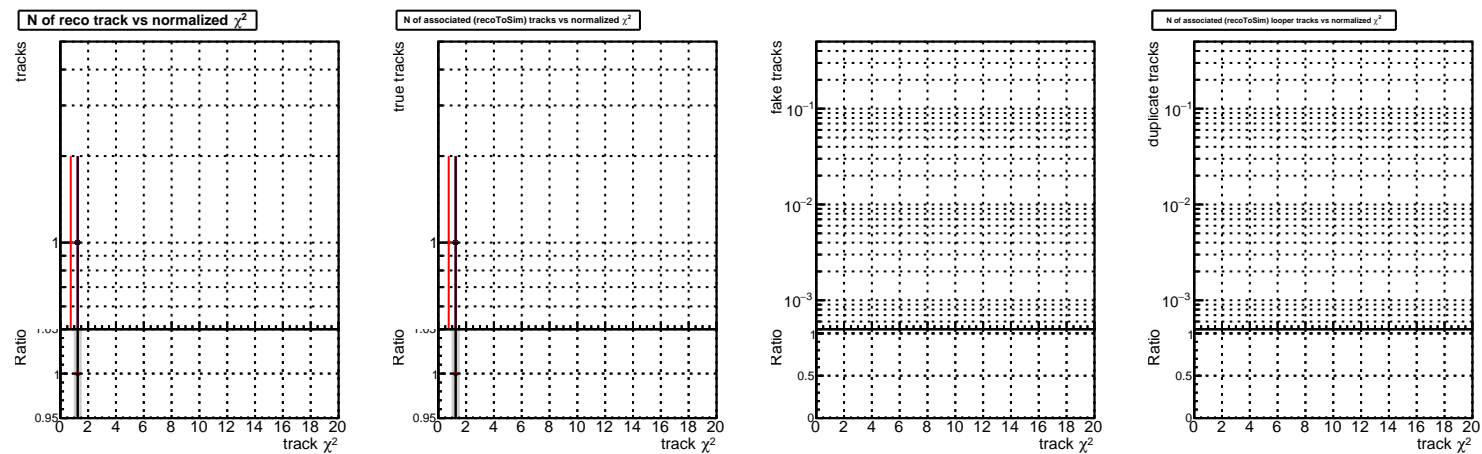 N of reco track vs normalized χ²
tracks
1
Ratio
1.05
1
0.95
0 2 4 6 8 10 12 14 16 18 20
track χ²
N of associated (recoToSim) tracks vs normalized χ²
true tracks
1
Ratio
1.05
1
0.95
0 2 4 6 8 10 12 14 16 18 20
track χ²
fake tracks
10⁻¹
10⁻²
10⁻³
Ratio
1
0.5
0
0 2 4 6 8 10 12 14 16 18 20
track χ²
N of associated (recoToSim) looper tracks vs normalized χ²
duplicate tracks
10⁻¹
10⁻²
10⁻³
Ratio
1
0.5
0
0 2 4 6 8 10 12 14 16 18 20
track χ²